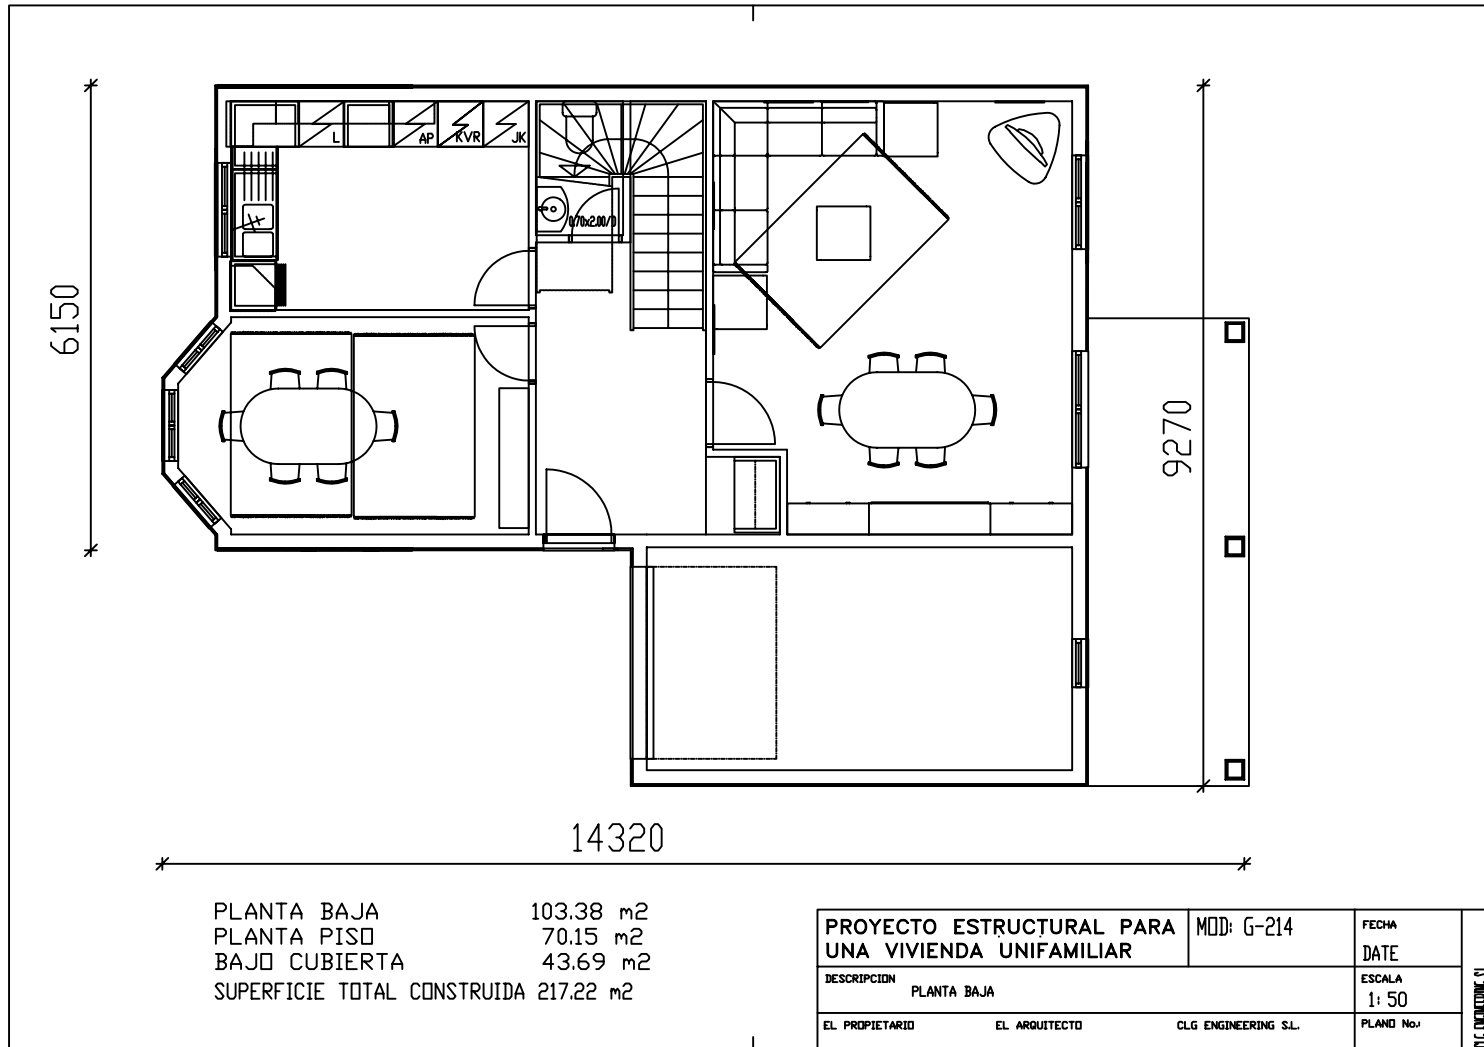 L
AP
KVR
JK
0,70x2,00/D
6150
9270
14320
PLANTA BAJA 103.38 m2
PLANTA PISO 70.15 m2
BAJO CUBIERTA 43.69 m2
SUPERFICIE TOTAL CONSTRUIDA 217.22 m2
PROYECTO ESTRUCTURAL PARA
UNA VIVIENDA UNIFAMILIAR
MOD: G-214
FECHA
DATE
DESCRIPCION
PLANTA BAJA
ESCALA
1: 50
EL PROPIETARIO
EL ARQUITECTO
CLG ENGINEERING S.L.
PLANO No.: